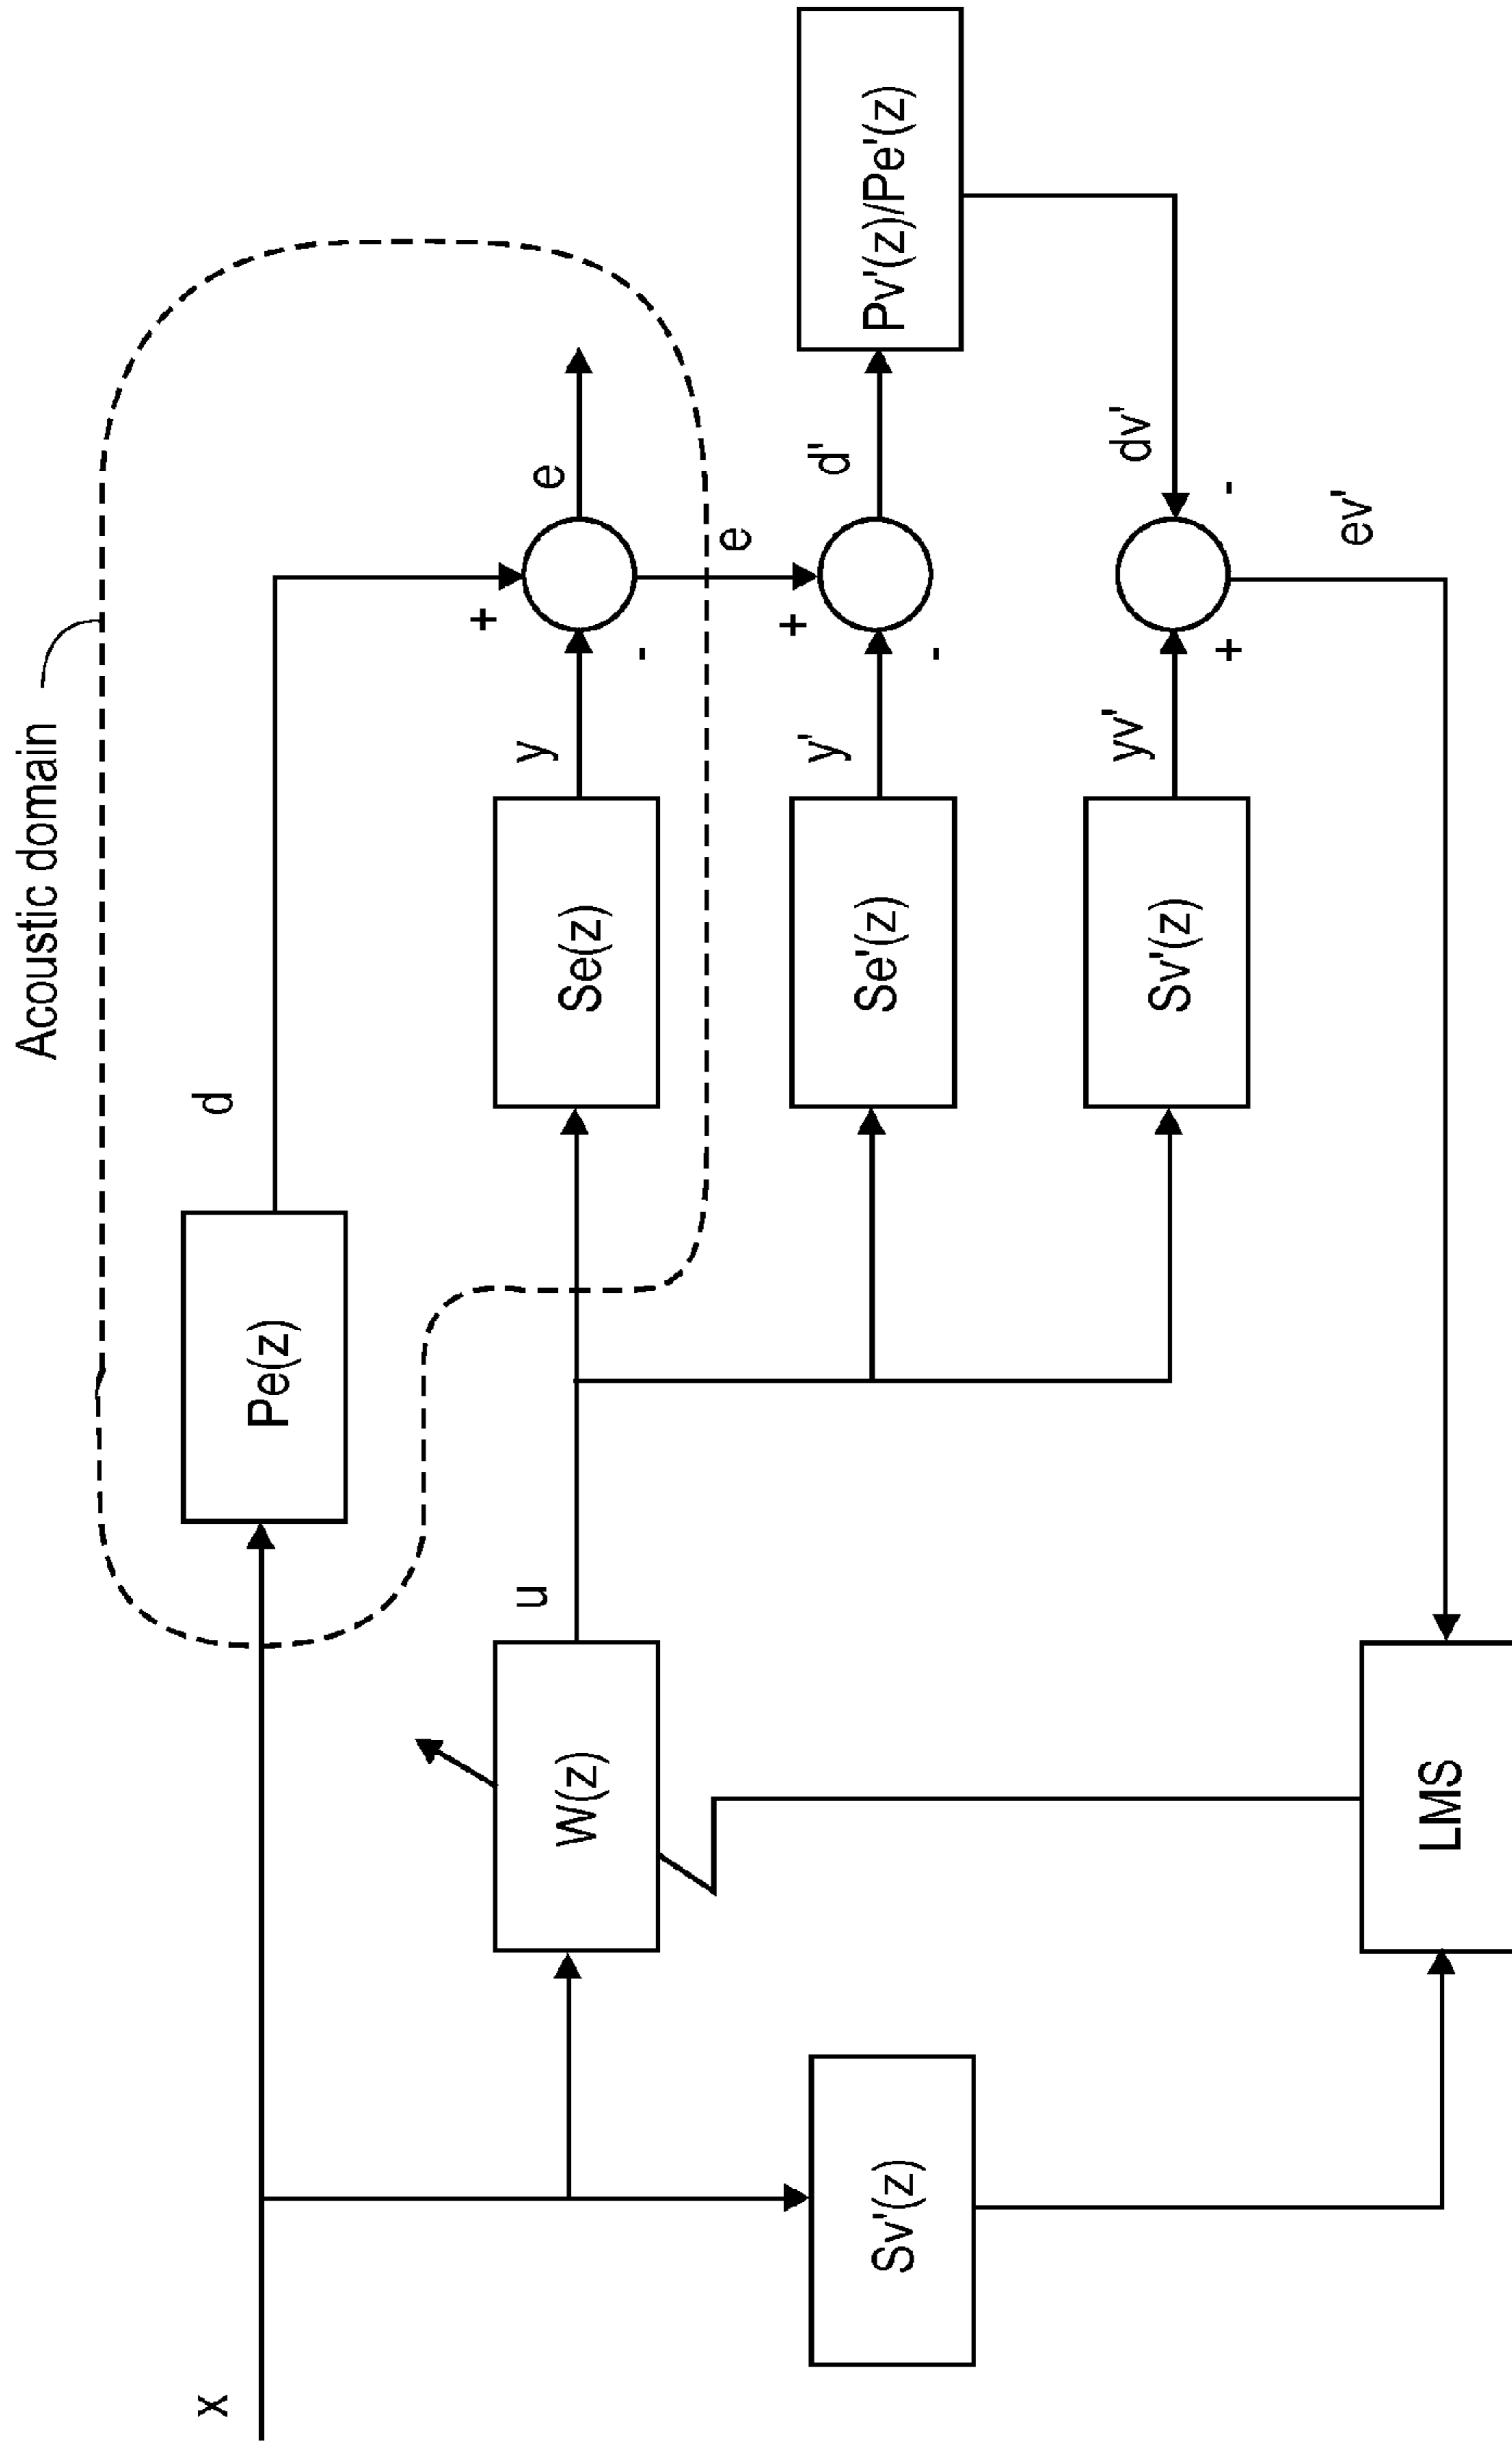 Acoustic domain
x
Pe(z)
d
+
W(z)
u
Se(z)
y
-
e
e
Sv'(z)
Se'(z)
y'
+
-
d'
Pv'(z)/Pe'(z)
Sv'(z)
yv'
+
-
dv'
ev'
LMS